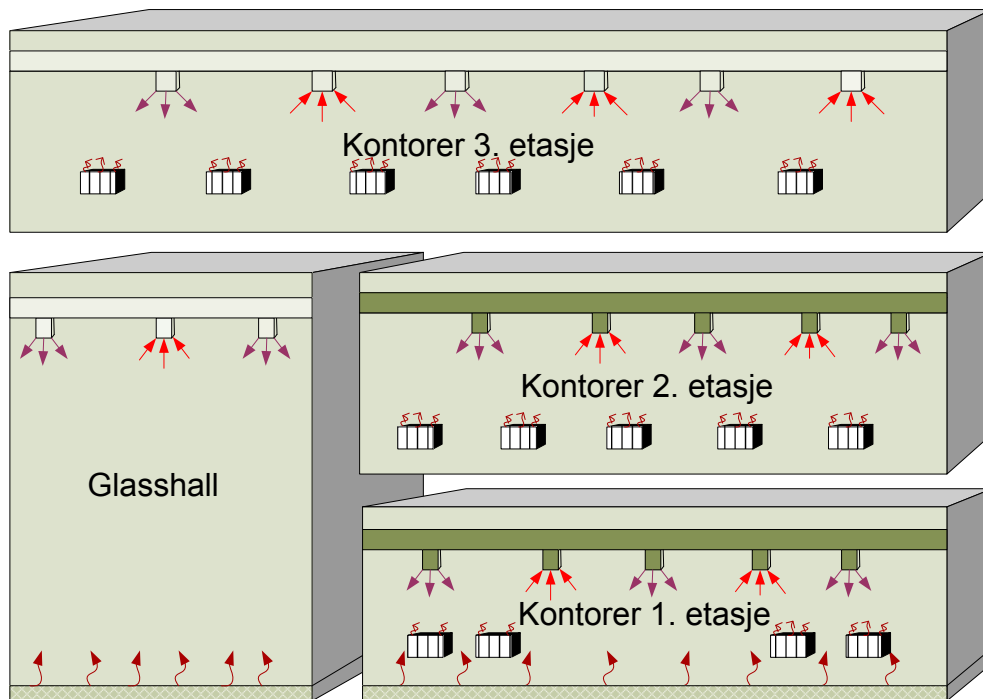 Kontorer 3. etasje
Kontorer 2. etasje
Glasshall
Kontorer 1. etasje